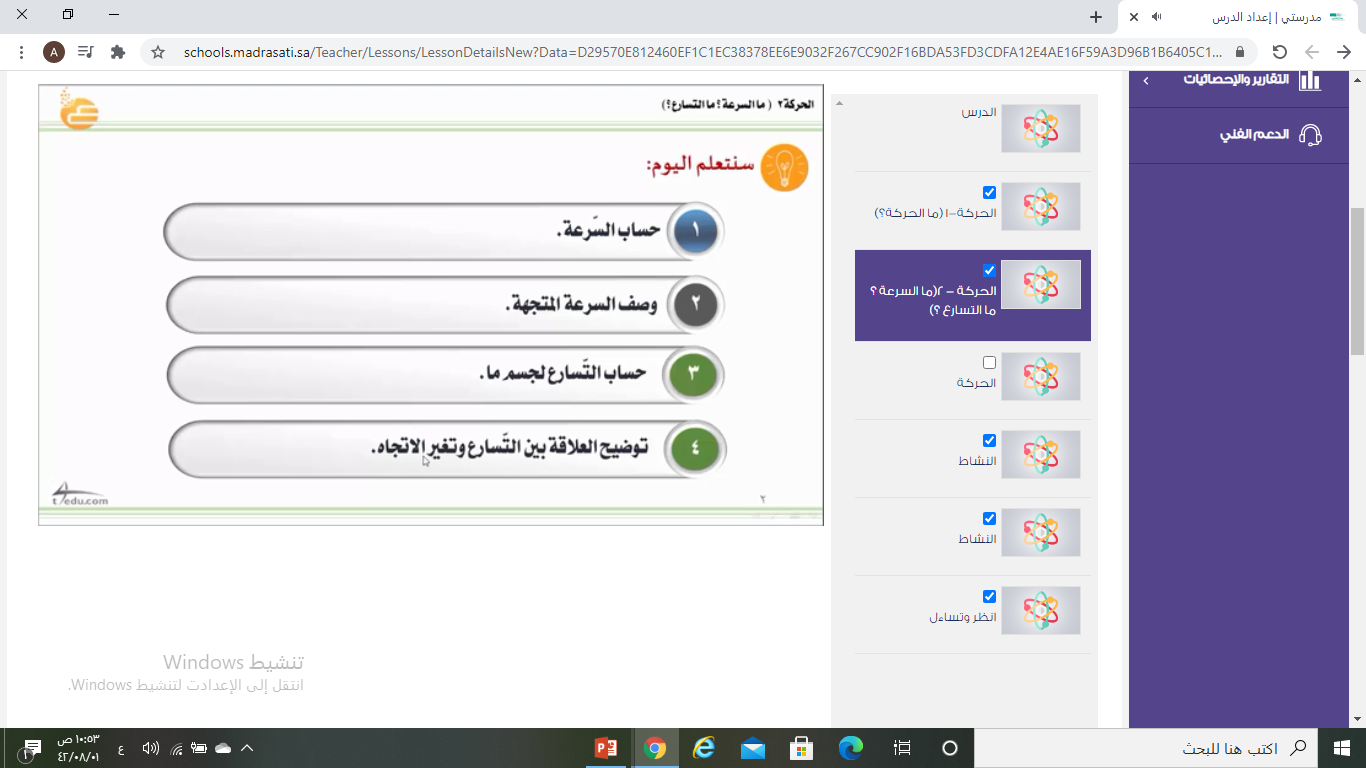 مدرستي | إعداد الدرس
schools.madrasati.sa/Teacher/Lessons/LessonDetailsNew?Data=D29570E812460EF1C1EC38378EE6E9032F267CC902F16BDA53FD3CDFA12E4AE16F59A3D96B1B6405C1...
A
التقارير والإحصائيات
الدعم الفني
الدرس
الحركة-١ (ما الحركة؟)
الحركة - ٢(ما السرعة ؟
ما التسارع ؟)
الحركة
النشاط
النشاط
انظر وتساءل
الحركة٢ ( ما السرعة؟ ما التسارع؟)
سنتعلم اليوم:
١ حساب السّرعة.
٢ وصف السرعة المتجهة.
٣ حساب التّسارع لجسم ما.
٤ توضيح العلاقة بين التّسارع وتغير الاتجاه.
t4edu.com
٢
تنشيط Windows
انتقل إلى الإعدادت لتنشيط Windows.
اكتب هنا للبحث
ع
١٠:٥٣ ص
٤٢/٠٨/٠١
١